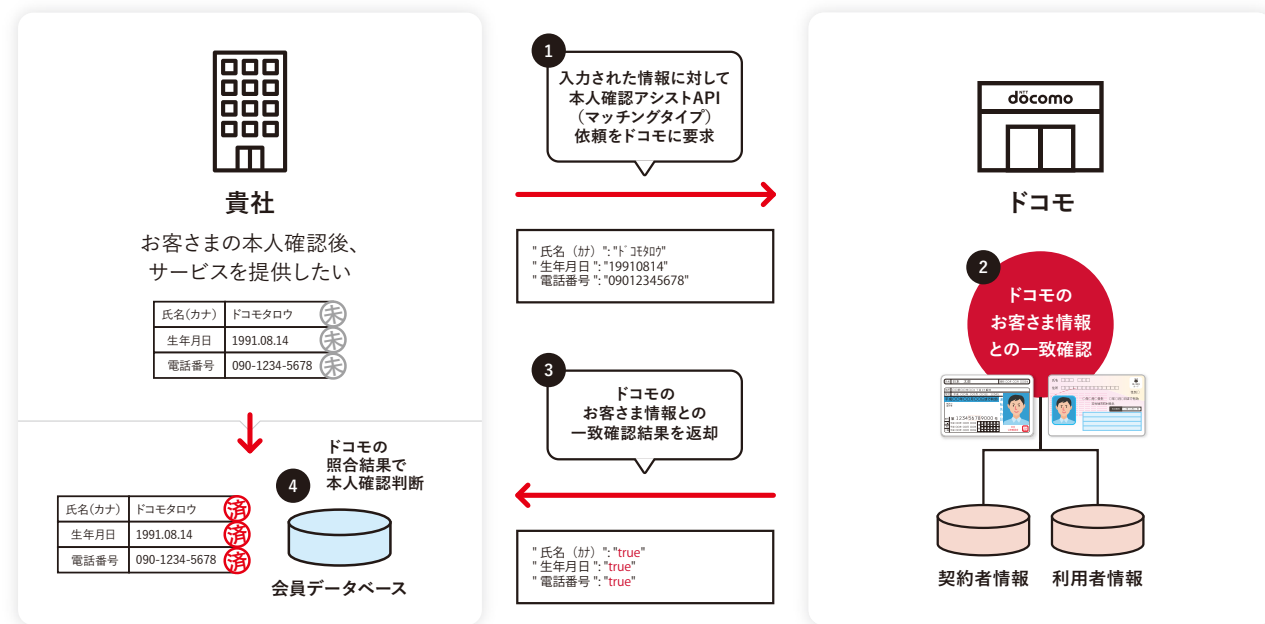 貴社
お客さまの本人確認後、
サービスを提供したい
氏名(カナ) ドコモタロウ 未
生年月日 1991.08.14 未
電話番号 090-1234-5678 未
1
入力された情報に対して
本人確認アシストAPI
（マッチングタイプ）
依頼をドコモに要求
" 氏名（ｶﾅ）":"ﾄﾞｺﾓﾀﾛｳ"
" 生年月日 ":"19910814"
" 電話番号 ":"09012345678"
NTT
döcomo
ドコモ
2
ドコモの
お客さま情報
との一致確認
123456789000
契約者情報
利用者情報
3
ドコモの
お客さま情報との
一致確認結果を返却
" 氏名（ｶﾅ）":"true"
" 生年月日 ":"true"
" 電話番号 ":"true"
4
ドコモの
照合結果で
本人確認判断
氏名(カナ) ドコモタロウ 済
生年月日 1991.08.14 済
電話番号 090-1234-5678 済
会員データベース